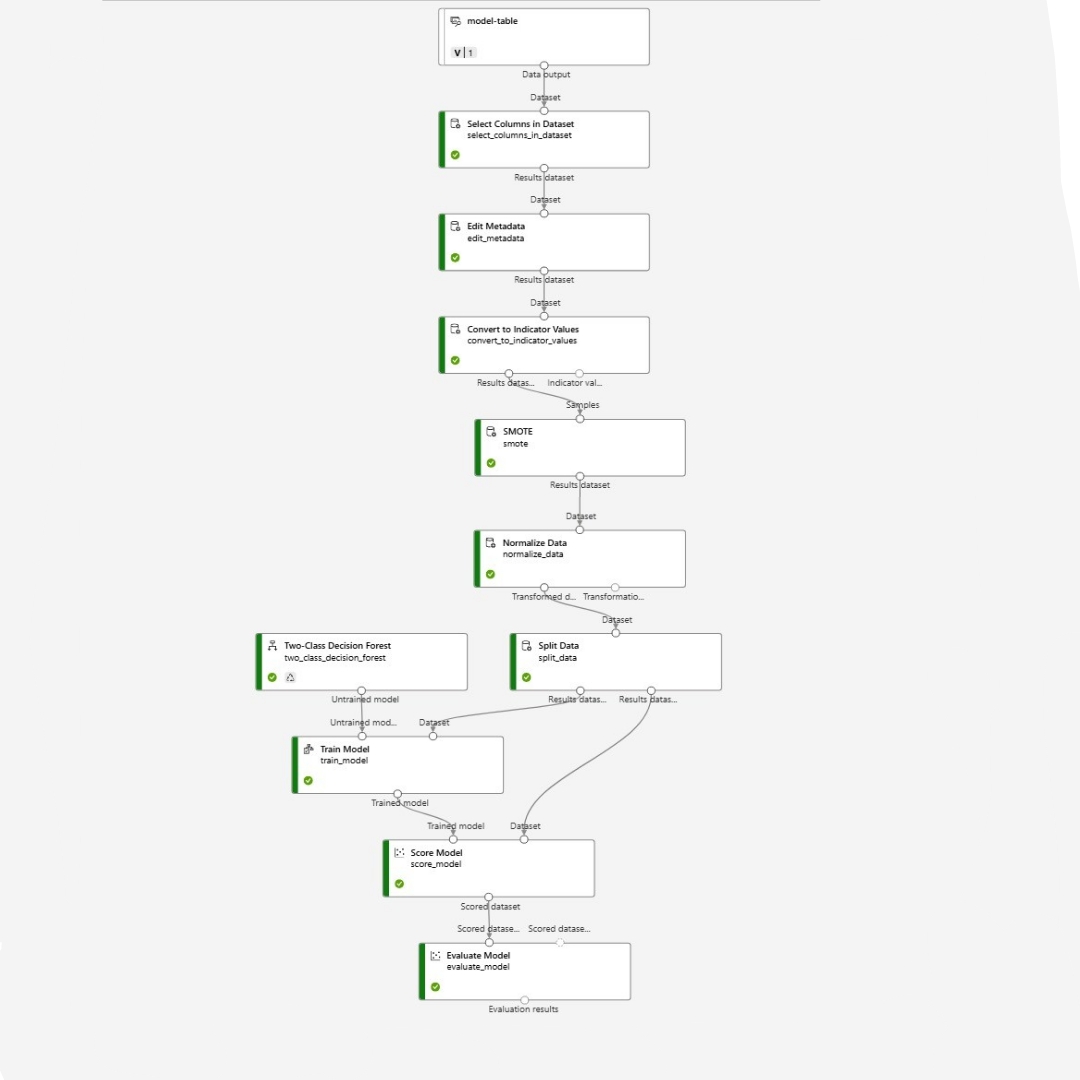 model-table
V 1
Data output
Dataset
Select Columns in Dataset
select_columns_in_dataset
Results dataset
Dataset
Edit Metadata
edit_metadata
Results dataset
Dataset
Convert to Indicator Values
convert_to_indicator_values
Results datas... Indicator val...
Samples
SMOTE
smote
Results dataset
Dataset
Normalize Data
normalize_data
Transformed d... Transformatio...
Dataset
Two-Class Decision Forest
two_class_decision_forest
Split Data
split_data
Untrained model
Results datas... Results datas...
Untrained mod... Dataset
Train Model
train_model
Trained model
Trained model Dataset
Score Model
score_model
Scored dataset
Scored datase... Scored datase...
Evaluate Model
evaluate_model
Evaluation results